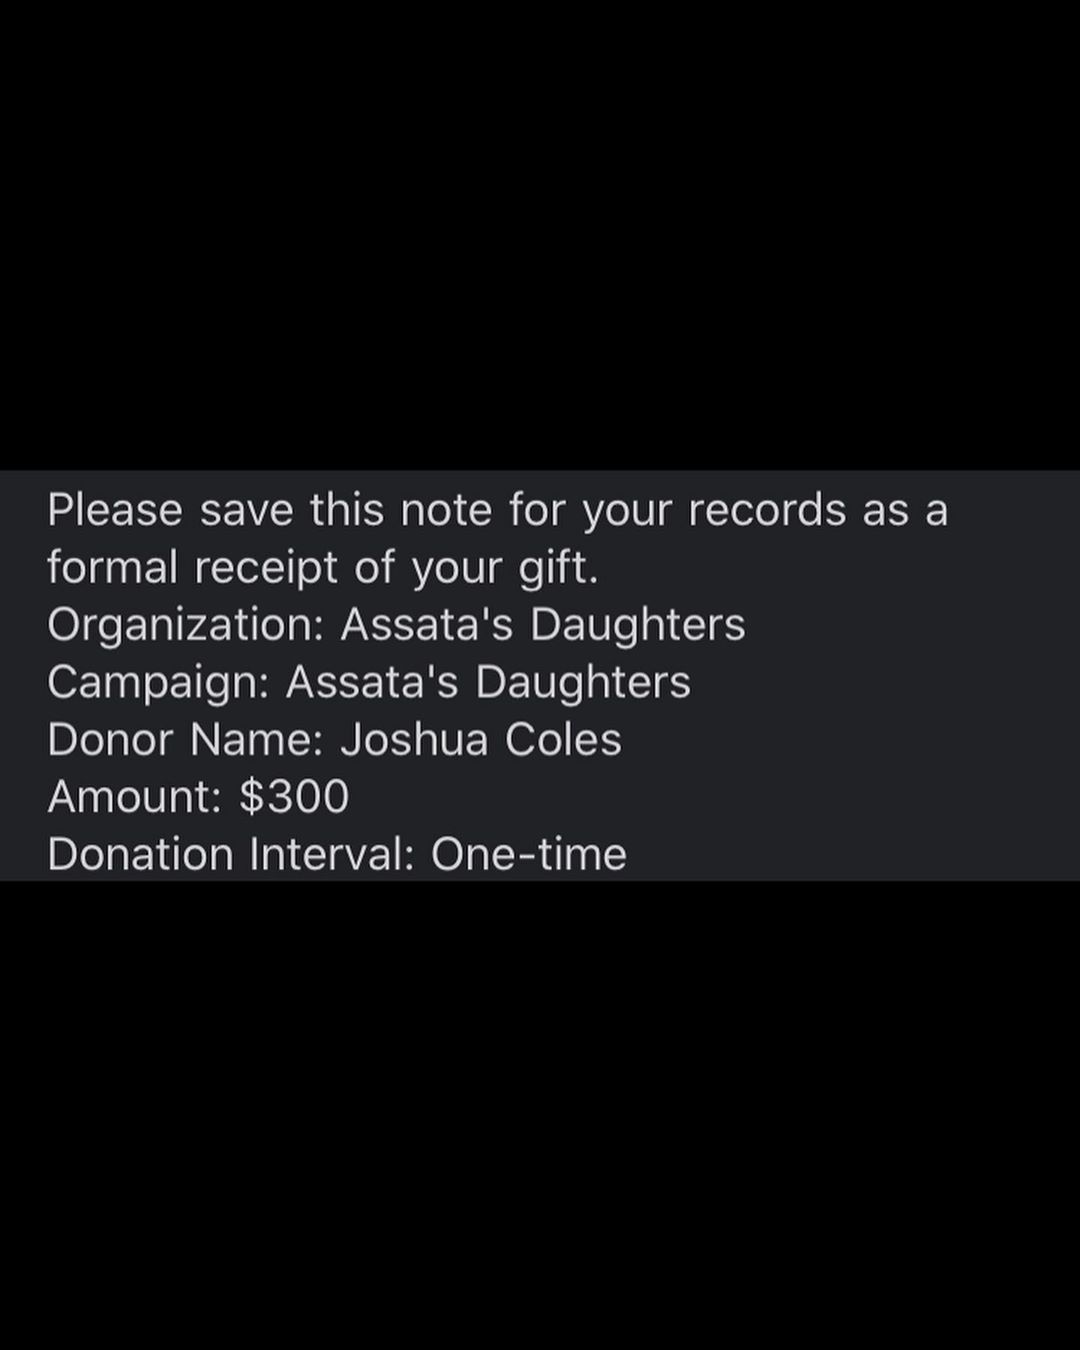 Please save this note for your records as a
formal receipt of your gift.
Organization: Assata's Daughters
Campaign: Assata's Daughters
Donor Name: Joshua Coles
Amount: $300
Donation Interval: One-time